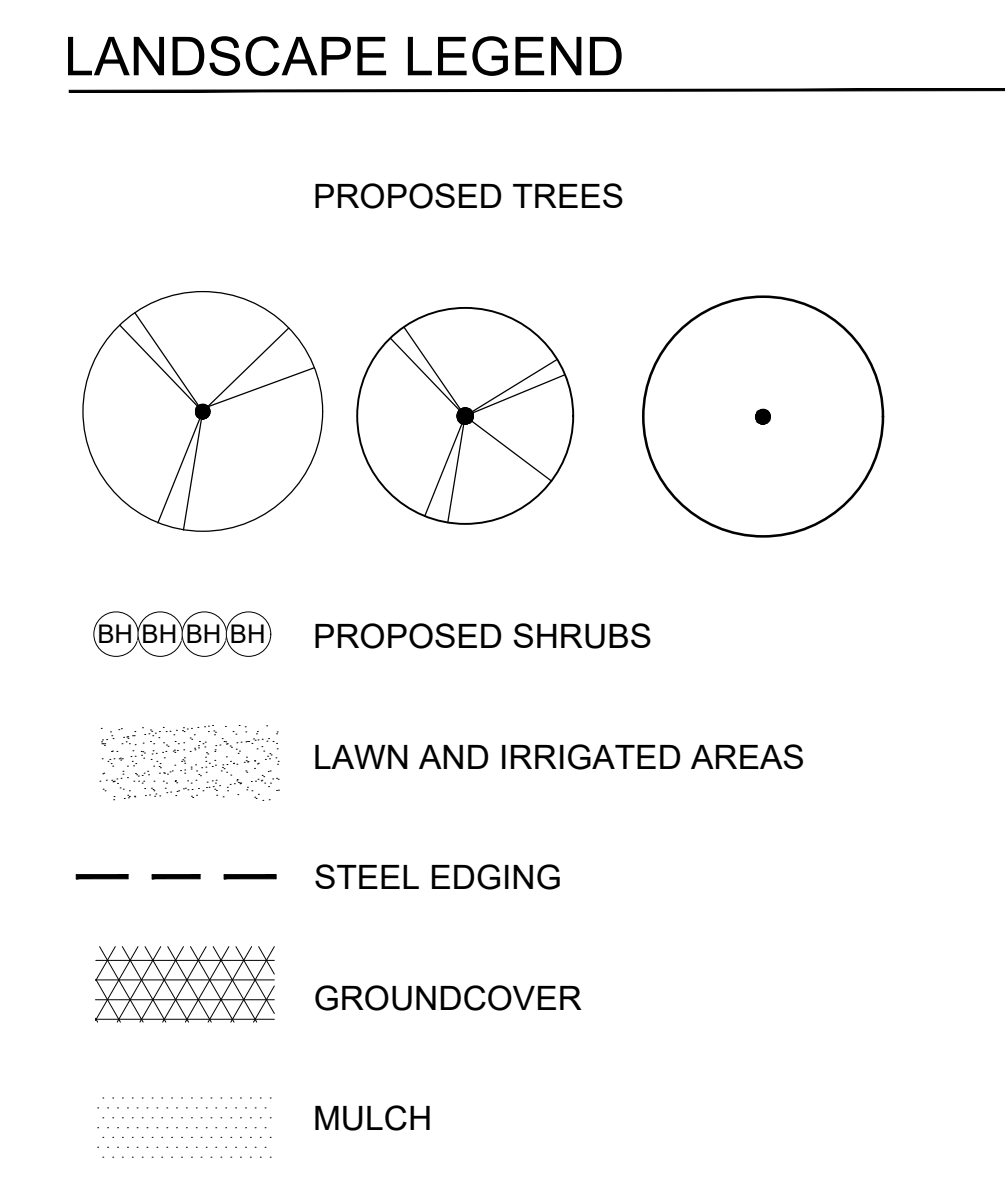 LANDSCAPE LEGEND
PROPOSED TREES
BH BH BH BH PROPOSED SHRUBS
LAWN AND IRRIGATED AREAS
STEEL EDGING
GROUNDCOVER
MULCH